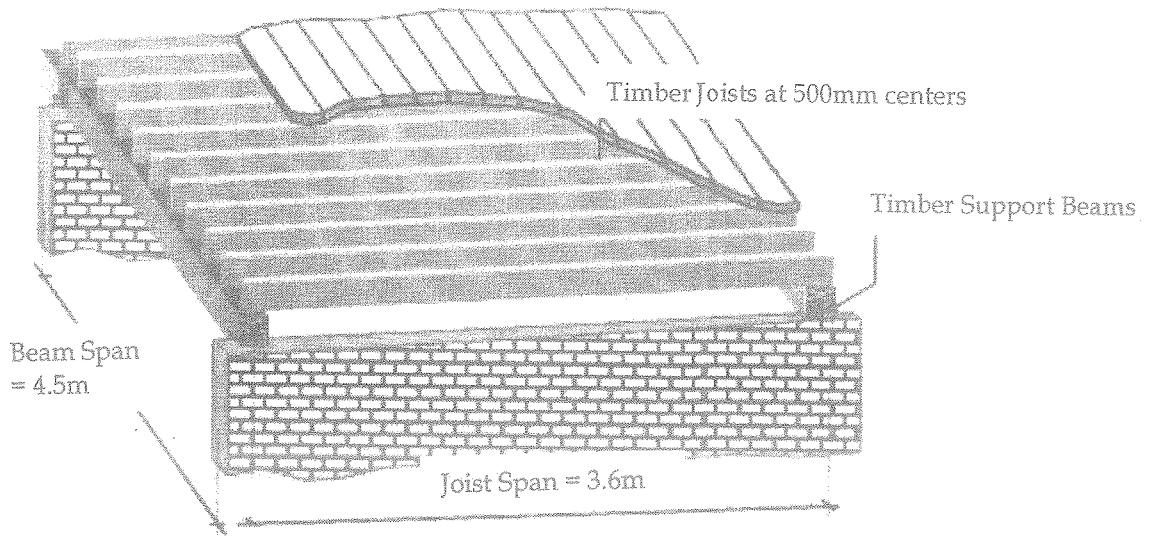 Timber Joists at 500mm centers
Timber Support Beams
Beam Span
= 4.5m
Joist Span = 3.6m